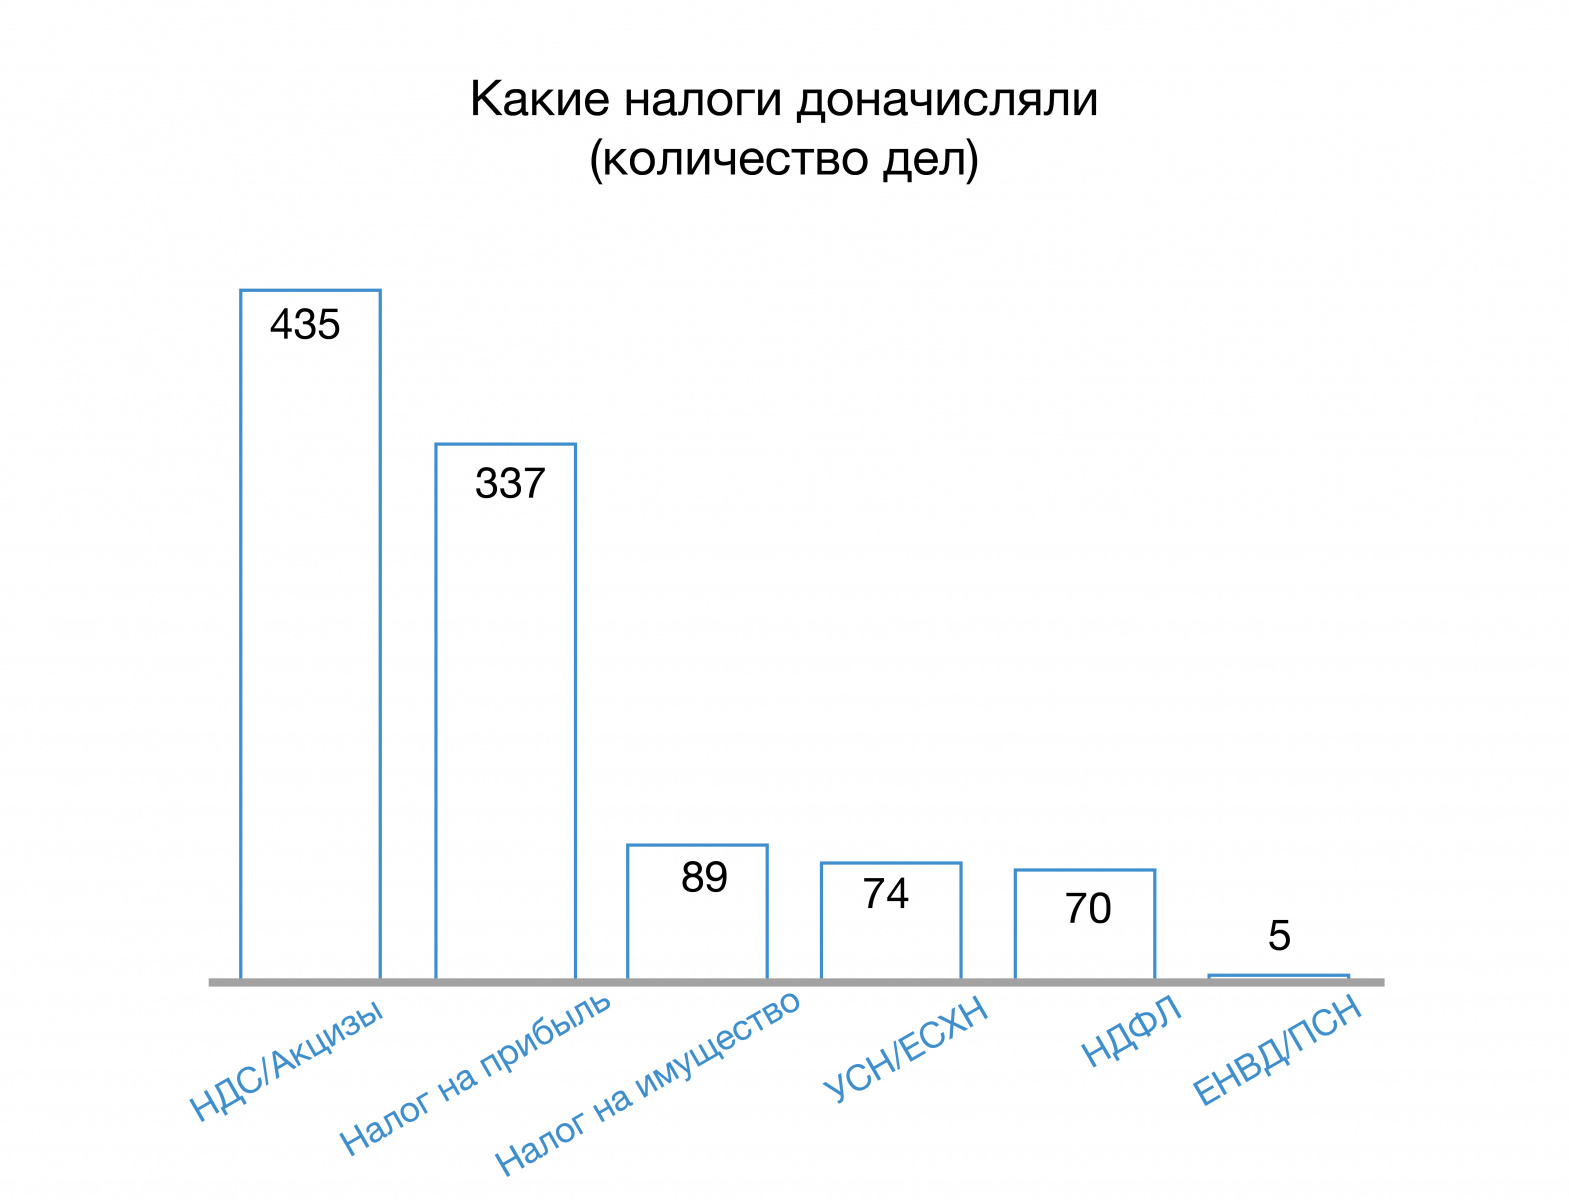 Какие налоги доначисляли
(количество дел)
435
337
89
74
70
5
НДС/Акцизы
Налог на прибыль
Налог на имущество
УСН/ЕСХН
НДФЛ
ЕНВД/ПСН